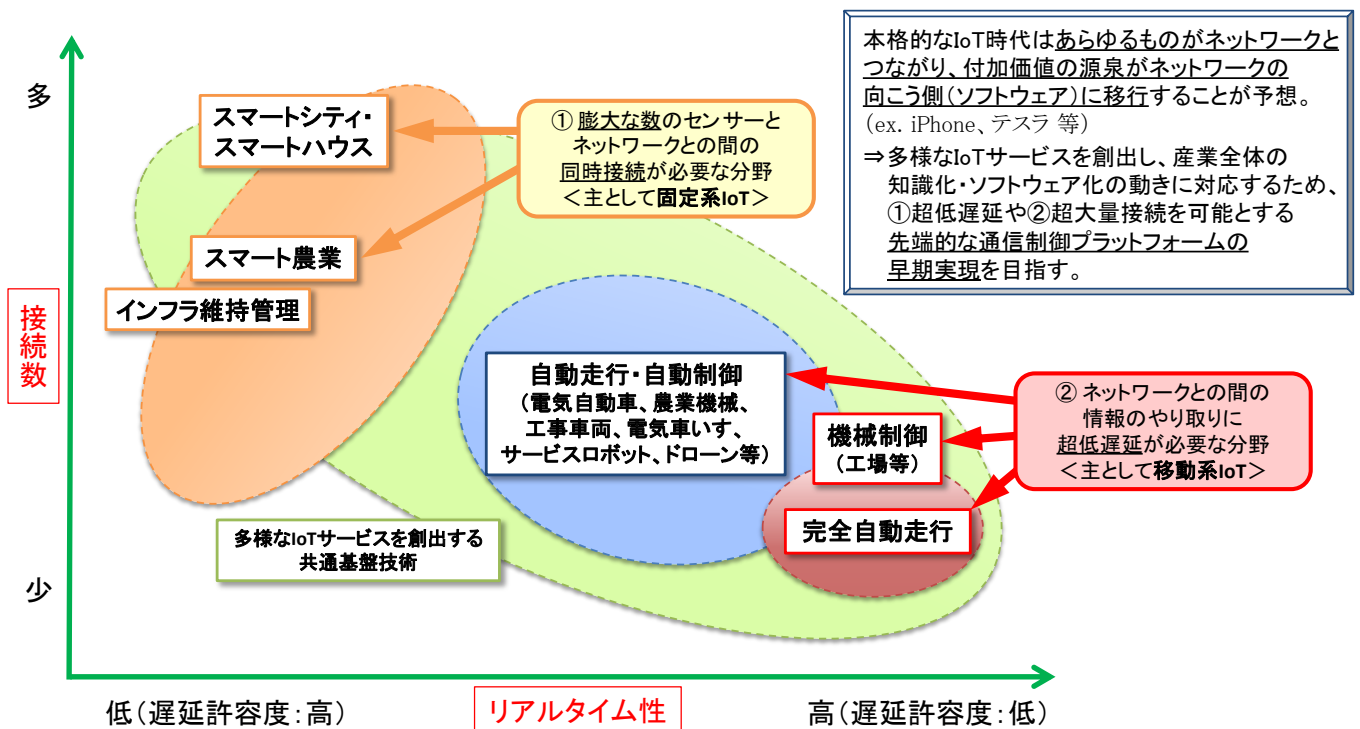 本格的なIoT時代はあらゆるものがネットワークと
つながり、付加価値の源泉がネットワークの
向こう側（ソフトウェア）に移行することが予想。
（ex. iPhone、テスラ 等）
⇒多様なIoTサービスを創出し、産業全体の
知識化・ソフトウェア化の動きに対応するため、
①超低遅延や②超大量接続を可能とする
先端的な通信制御プラットフォームの
早期実現を目指す。
多
スマートシティ・
スマートハウス
① 膨大な数のセンサーと
ネットワークとの間の
同時接続が必要な分野
＜主として固定系IoT＞
スマート農業
インフラ維持管理
接続数
自動走行・自動制御
（電気自動車、農業機械、
工事車両、電気車いす、
サービスロボット、ドローン等）
機械制御
（工場等）
② ネットワークとの間の
情報のやり取りに
超低遅延が必要な分野
＜主として移動系IoT＞
完全自動走行
多様なIoTサービスを創出する
共通基盤技術
少
低（遅延許容度：高）
リアルタイム性
高（遅延許容度：低）